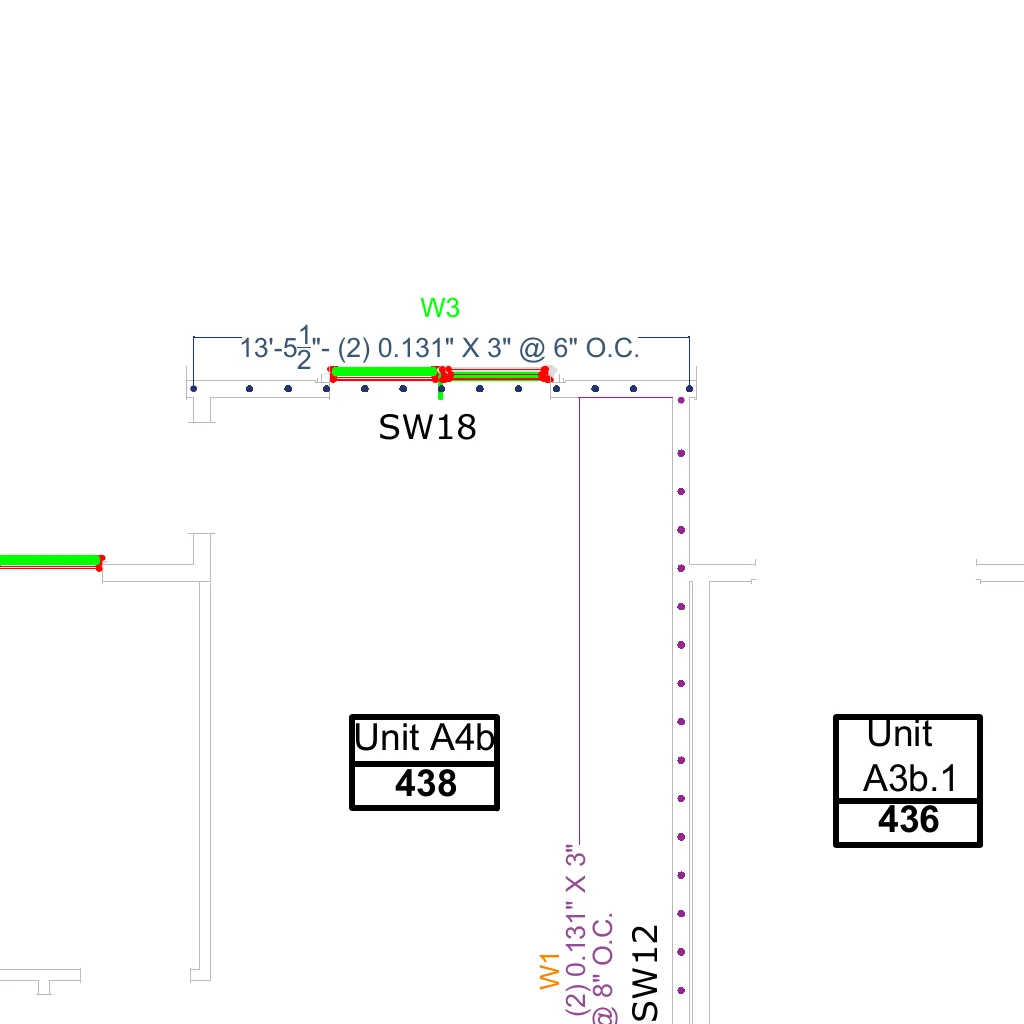 W3
13'-5 1/2"- (2) 0.131" X 3" @ 6" O.C.
SW18
Unit A4b
438
Unit
A3b.1
436
W1
(2) 0.131" X 3"
@ 8" O.C.
SW12